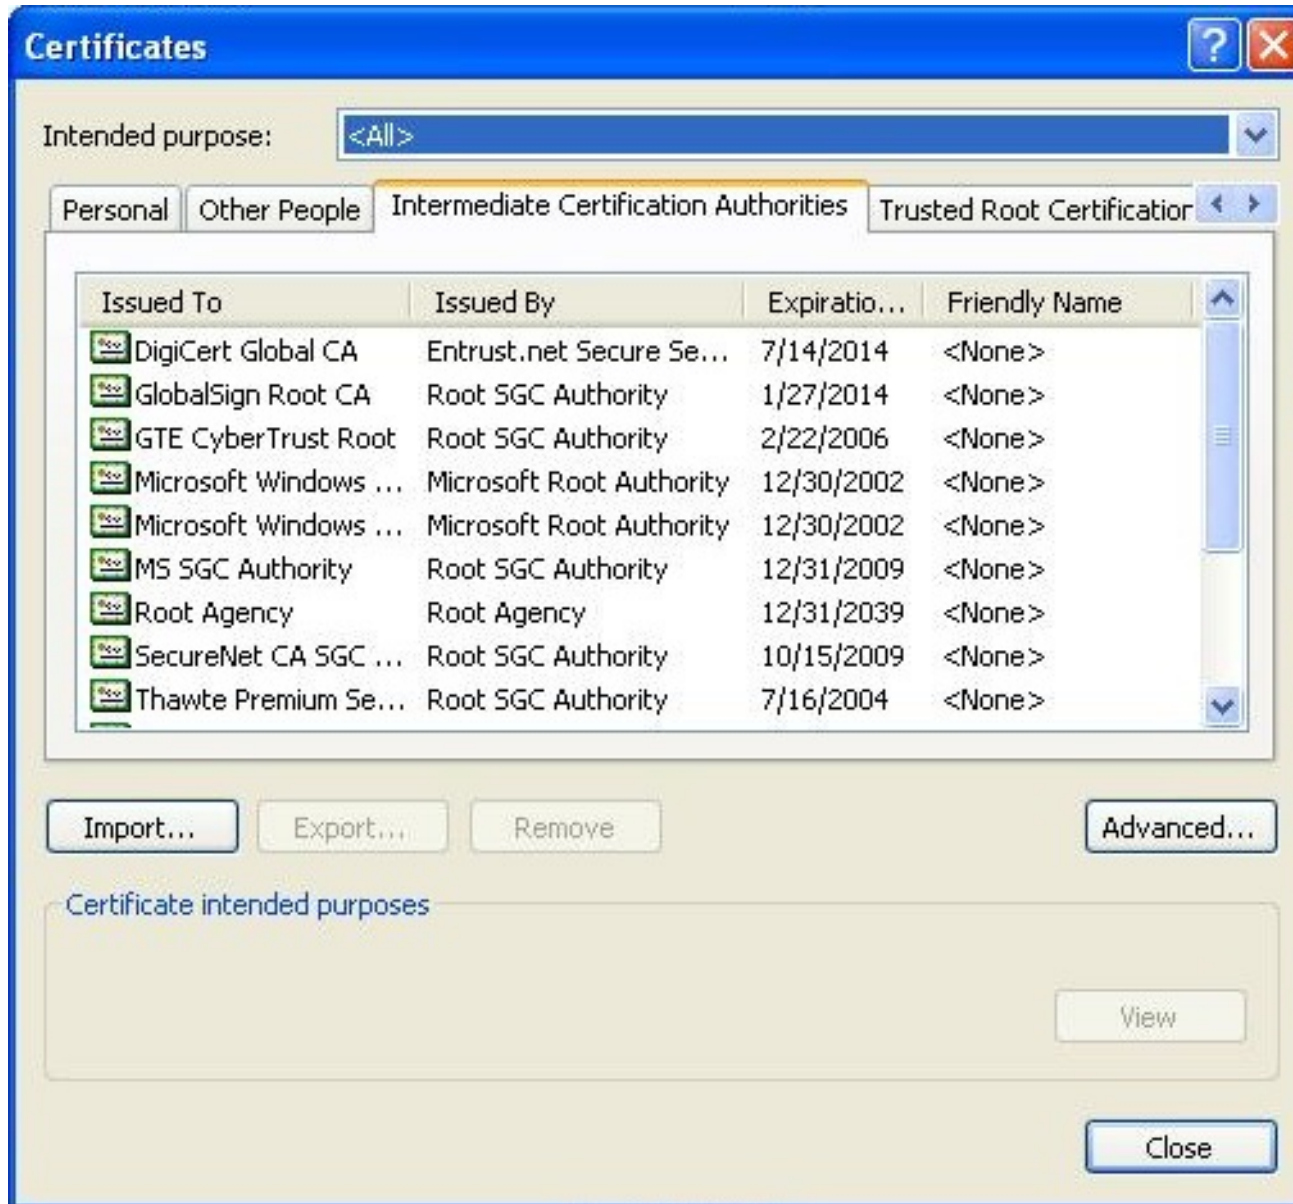 Certificates
Intended purpose: <All>
Personal Other People Intermediate Certification Authorities Trusted Root Certification
Issued To Issued By Expiratio... Friendly Name
DigiCert Global CA Entrust.net Secure Se... 7/14/2014 <None>
GlobalSign Root CA Root SGC Authority 1/27/2014 <None>
GTE CyberTrust Root Root SGC Authority 2/22/2006 <None>
Microsoft Windows ... Microsoft Root Authority 12/30/2002 <None>
Microsoft Windows ... Microsoft Root Authority 12/30/2002 <None>
MS SGC Authority Root SGC Authority 12/31/2009 <None>
Root Agency Root Agency 12/31/2039 <None>
SecureNet CA SGC ... Root SGC Authority 10/15/2009 <None>
Thawte Premium Se... Root SGC Authority 7/16/2004 <None>
Import... Export... Remove Advanced...
Certificate intended purposes
View
Close